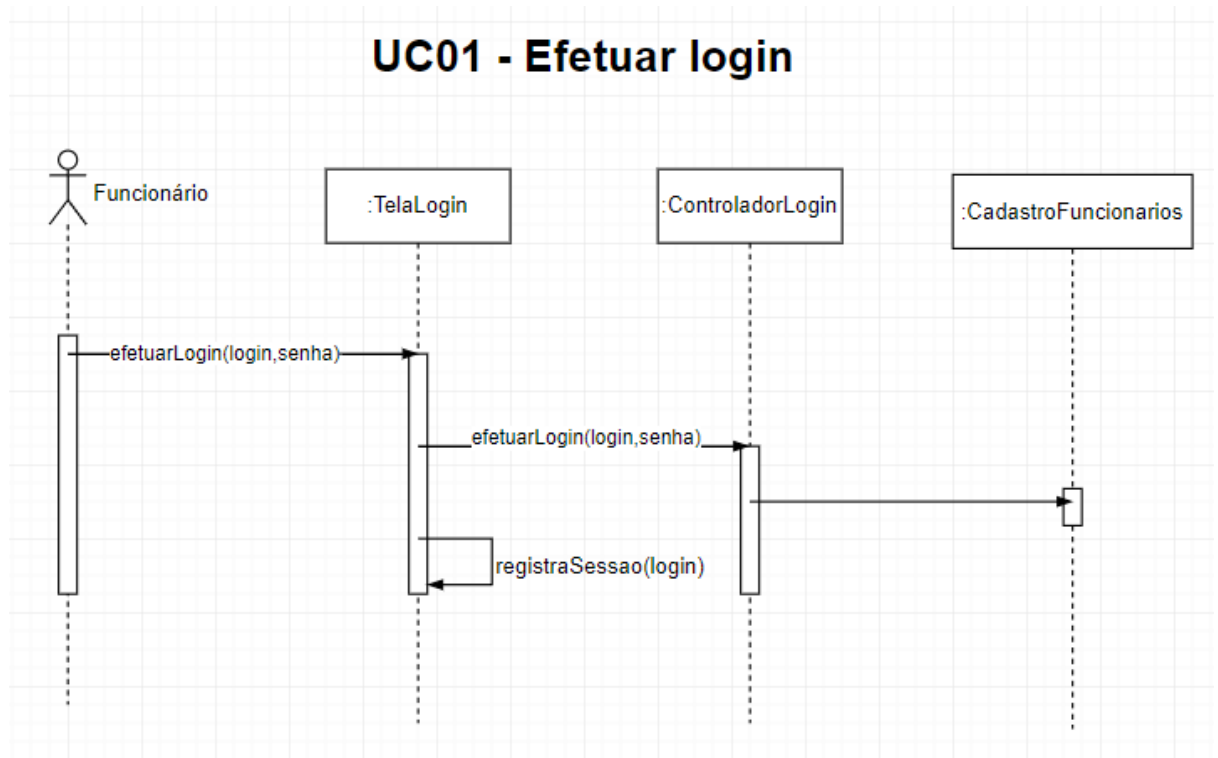 UC01 - Efetuar login
Funcionário
:TelaLogin
:ControladorLogin
:CadastroFuncionarios
efetuarLogin(login,senha)
efetuarLogin(login,senha)
registraSessao(login)